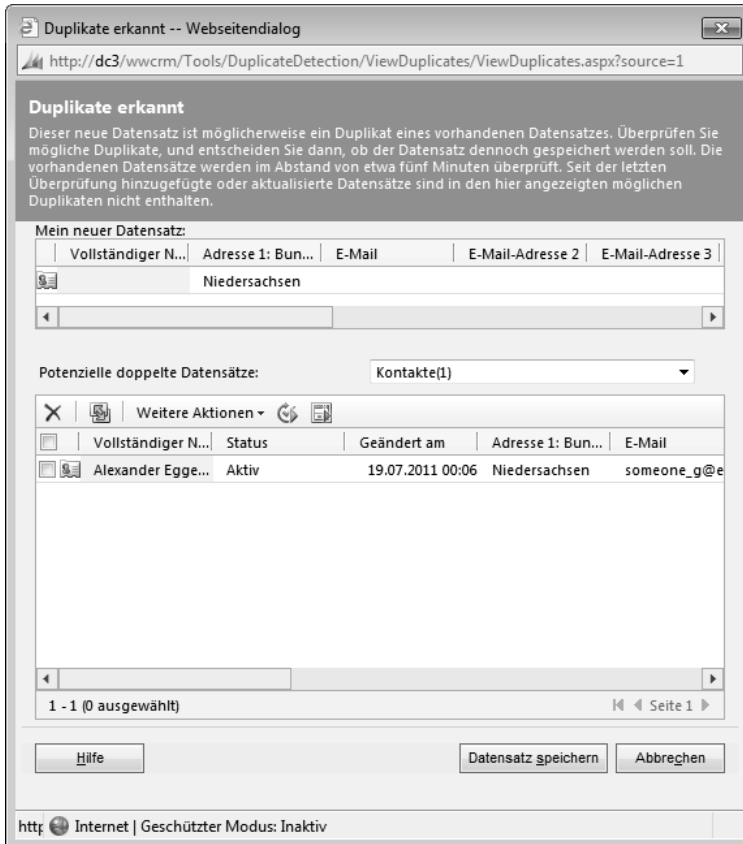 Duplikate erkannt -- Webseitendialog
http://dc3/wwcrm/Tools/DuplicateDetection/ViewDuplicates/ViewDuplicates.aspx?source=1
Duplikate erkannt
Dieser neue Datensatz ist möglicherweise ein Duplikat eines vorhandenen Datensatzes. Überprüfen Sie
mögliche Duplikate, und entscheiden Sie dann, ob der Datensatz dennoch gespeichert werden soll. Die
vorhandenen Datensätze werden im Abstand von etwa fünf Minuten überprüft. Seit der letzten
Überprüfung hinzugefügte oder aktualisierte Datensätze sind in den hier angezeigten möglichen
Duplikaten nicht enthalten.
Mein neuer Datensatz:
Vollständiger N... Adresse 1: Bun... E-Mail E-Mail-Adresse 2 E-Mail-Adresse 3
Niedersachsen
Potenzielle doppelte Datensätze: Kontakte(1)
Weitere Aktionen
Vollständiger N... Status Geändert am Adresse 1: Bun... E-Mail
Alexander Egge... Aktiv 19.07.2011 00:06 Niedersachsen someone_g@e
1 - 1 (0 ausgewählt) Seite 1
Hilfe Datensatz speichern Abbrechen
http Internet | Geschützter Modus: Inaktiv